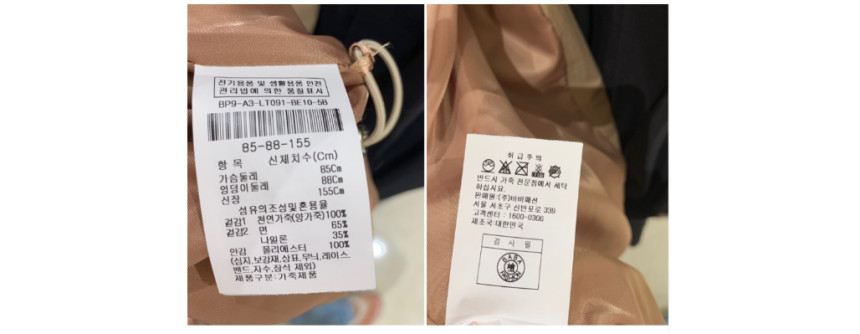 전기용품 및 생활용품 안전
관리법에 의한 품질표시
BP9-A3-LT091-BE10-5B
85-88-155
항 목 신체치수(Cm)
가슴둘레 85Cm
엉덩이둘레 88Cm
신장 155Cm
섬유의조성및혼용율
겉감1 천연가죽(양가죽)100%
겉감2 면 65%
나일론 35%
안감 폴리에스터 100%
(심지,보강재,상표,무늬,레이스,
밴드,자수,장식 제외)
제품구분:가죽제품
취급주의
반드시 가죽 전문점에서 세탁
하십시요.
판매원:(주)바바패션
서울 서초구 신반포로 339
고객센터 : 1600-0306
제조국:대한민국
검 사 필
BABA
檢